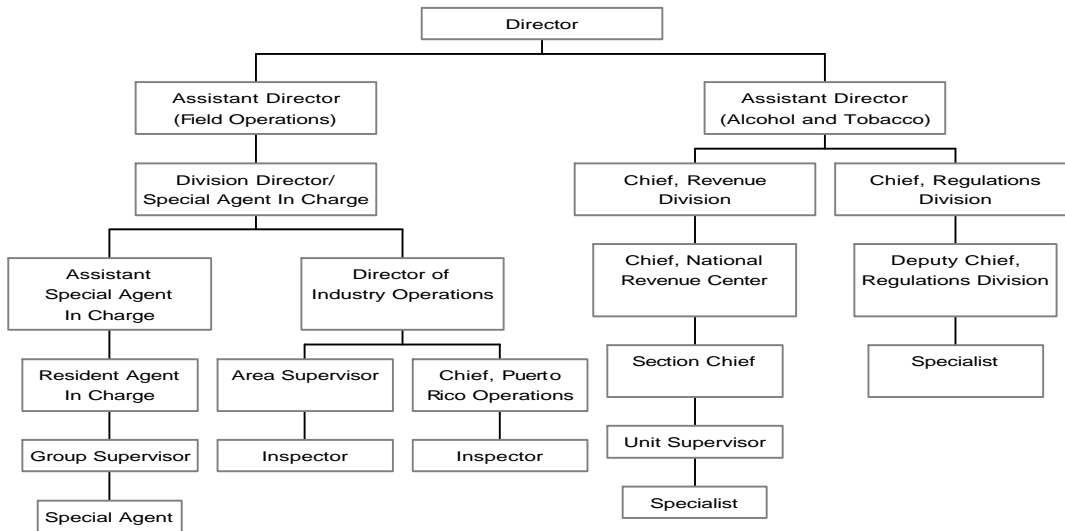 Director
Assistant Director
(Field Operations)
Assistant Director
(Alcohol and Tobacco)
Division Director/
Special Agent In Charge
Chief, Revenue
Division
Chief, Regulations
Division
Assistant
Special Agent
In Charge
Director of
Industry Operations
Chief, National
Revenue Center
Deputy Chief,
Regulations Division
Resident Agent
In Charge
Area Supervisor
Chief, Puerto
Rico Operations
Section Chief
Specialist
Group Supervisor
Inspector
Inspector
Unit Supervisor
Special Agent
Specialist